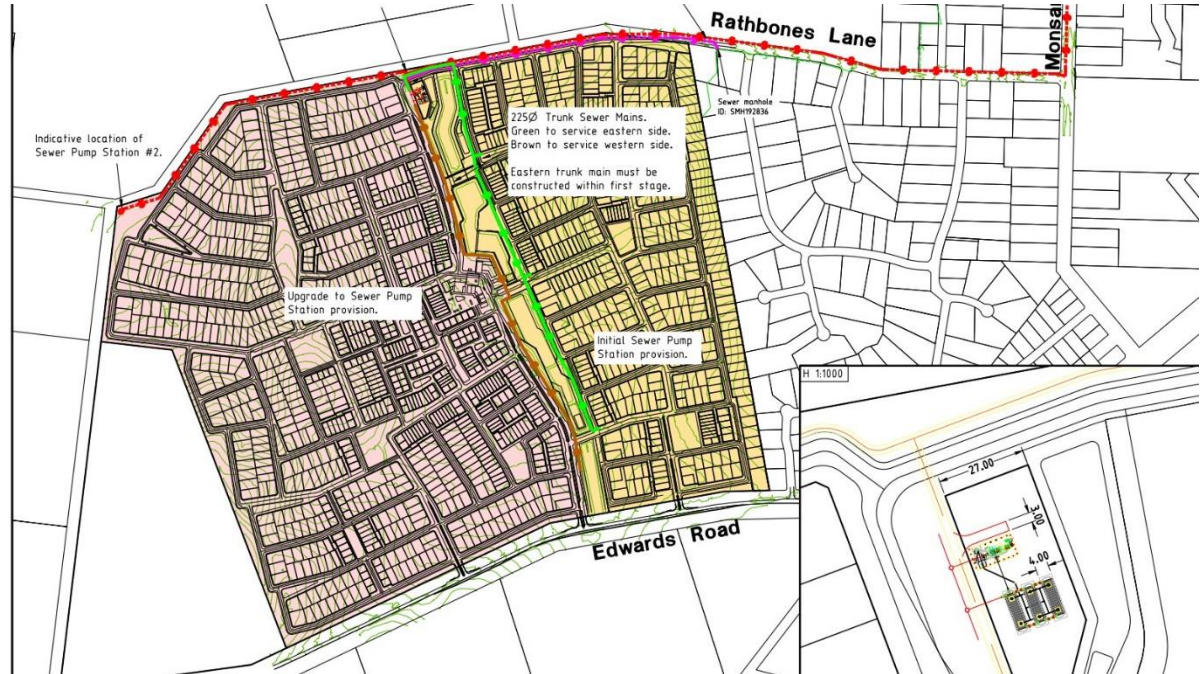 Rathbones Lane
Monsa
Sewer manhole
ID: SMH192836
225Ø Trunk Sewer Mains.
Green to service eastern side.
Brown to service western side.
Eastern trunk main must be
constructed within first stage.
Indicative location of
Sewer Pump Station #2.
Upgrade to Sewer Pump
Station provision.
Initial Sewer Pump
Station provision.
Edwards Road
H 1:1000
27.00
3.00
4.00